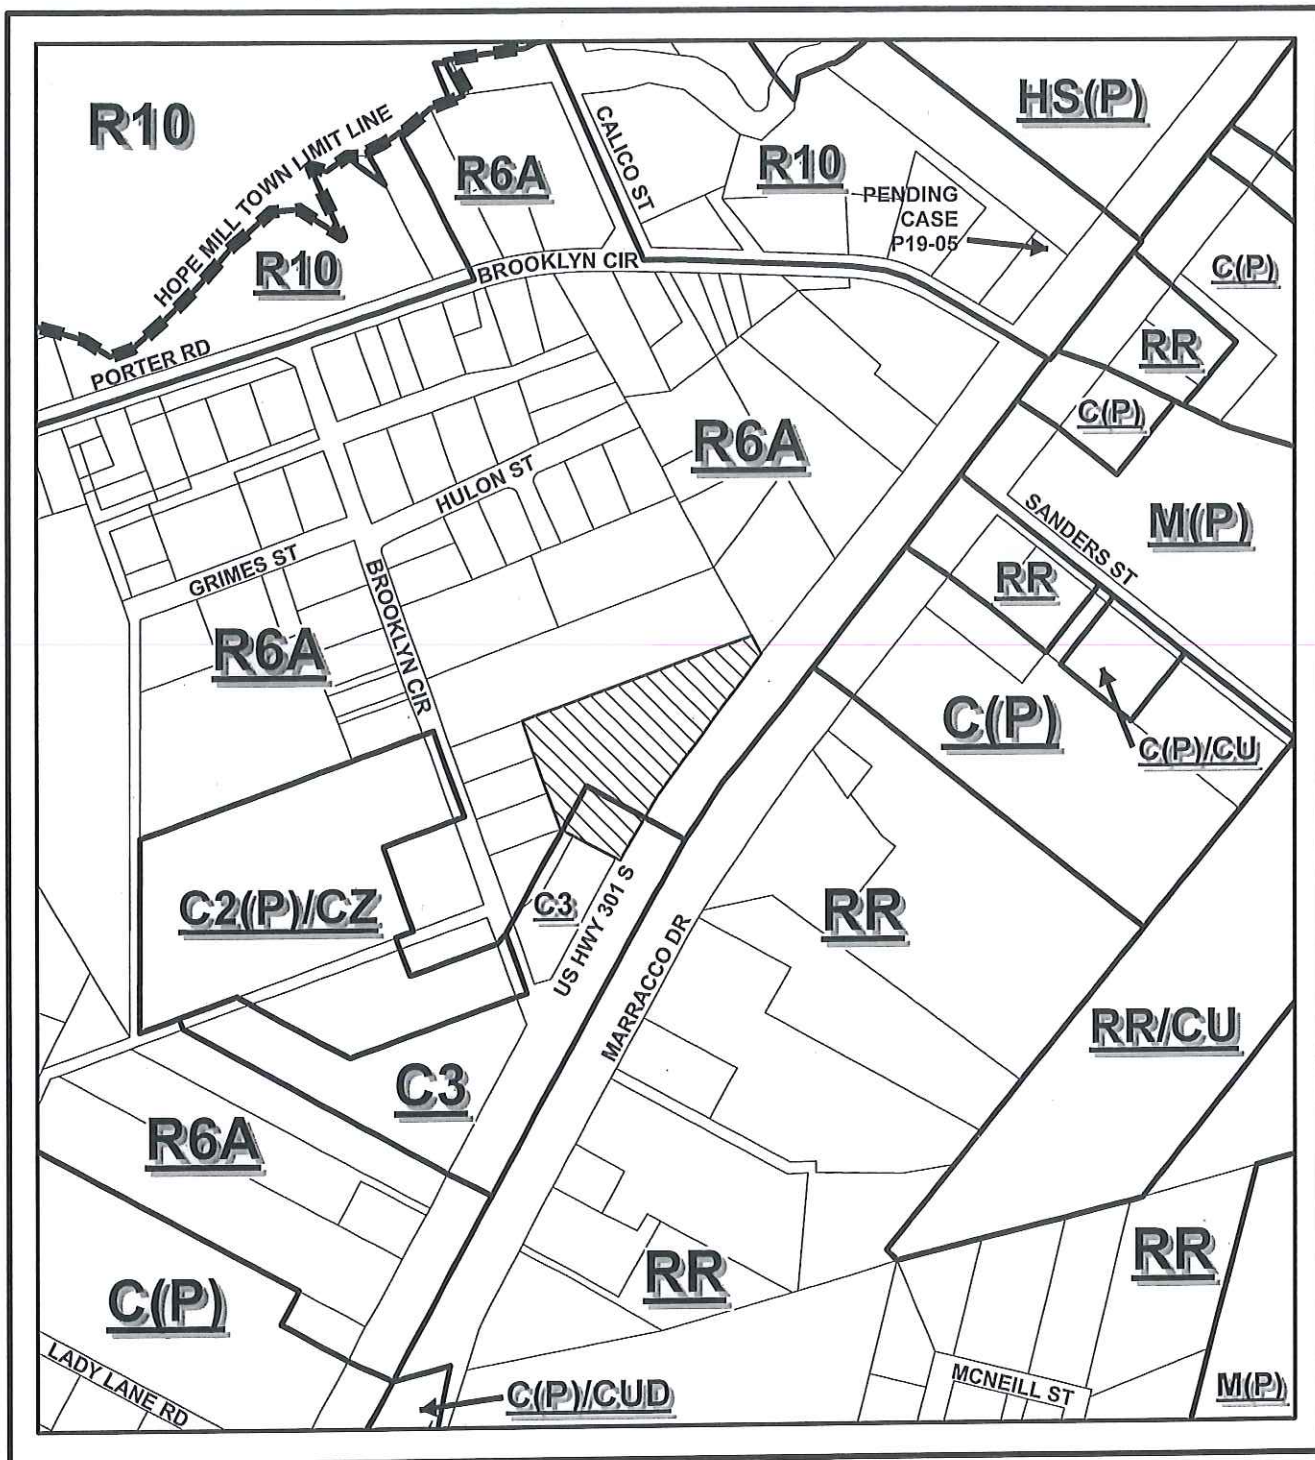 R10
HOPE MILL TOWN LIMIT LINE
R6A
CALICO ST
R10
HS(P)
PENDING
CASE
P19-05
R10
BROOKLYN CIR
C(P)
PORTER RD
RR
C(P)
R6A
HULON ST
SANDERS ST
M(P)
GRIMES ST
BROOKLYN CIR
RR
R6A
C(P)
C(P)/CU
C2(P)/CZ
C3
US HWY 301 S
RR
MARRACCO DR
RR/CU
C3
R6A
RR
RR
C(P)
LADY LANE RD
C(P)/CUD
MCNEILL ST
M(P)